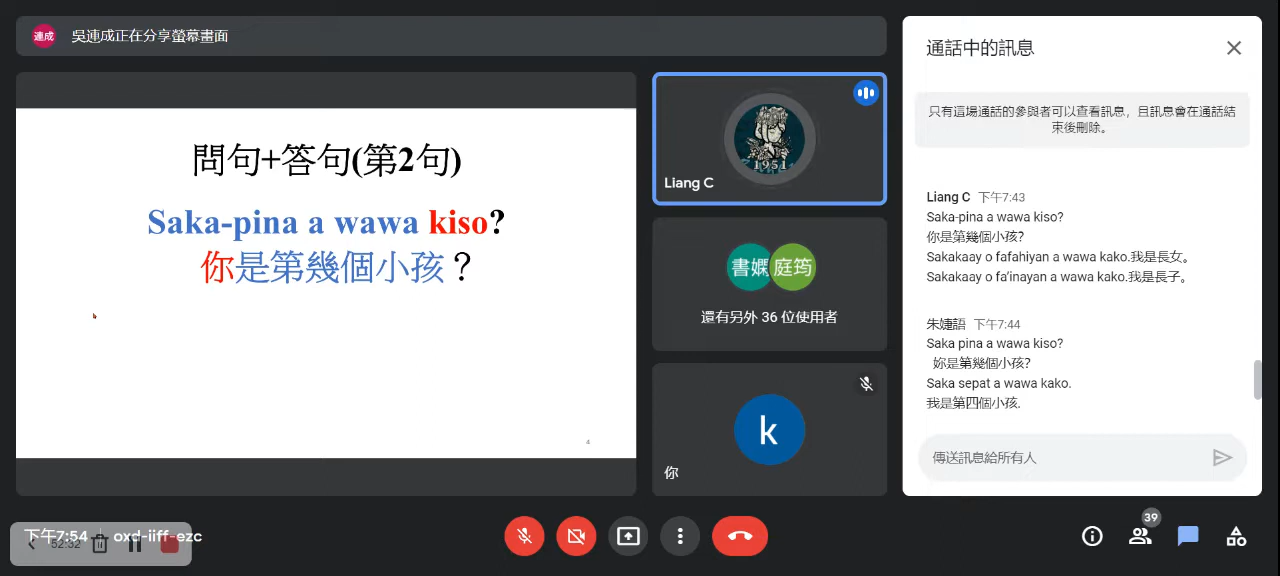 連成 吳連成正在分享螢幕畫面
問句+答句(第2句)
Saka-pina a wawa kiso?
你是第幾個小孩？
4
1951
Liang C
書嫻 庭筠
還有另外 36 位使用者
k
你
通話中的訊息
只有這場通話的參與者可以查看訊息，且訊息會在通話結
束後刪除。
Liang C 下午7:43
Saka-pina a wawa kiso?
你是第幾個小孩?
Sakakaay o fafahiyan a wawa kako.我是長女。
Sakakaay o fa’inayan a wawa kako.我是長子。
朱婕語 下午7:44
Saka pina a wawa kiso?
妳是第幾個小孩?
Saka sepat a wawa kako.
我是第四個小孩.
傳送訊息給所有人
下午7:54 | oxd-iiff-ezc
52:32
39